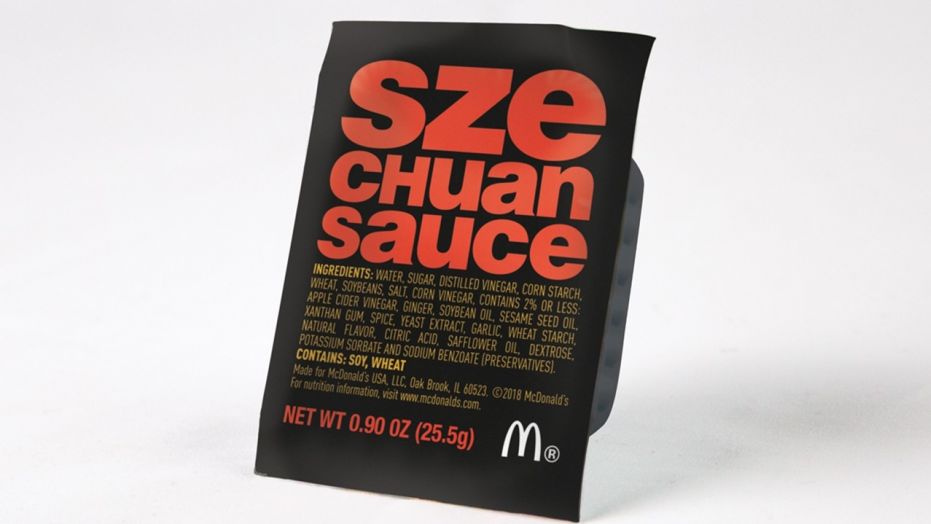 sze
CHuan
sauce
INGREDIENTS: WATER, SUGAR, DISTILLED VINEGAR, CORN STARCH,
WHEAT, SOYBEANS, SALT, CORN VINEGAR, CONTAINS 2% OR LESS:
APPLE CIDER VINEGAR, GINGER, SOYBEAN OIL, SESAME SEED OIL,
XANTHAN GUM, SPICE, YEAST EXTRACT, GARLIC, WHEAT STARCH,
NATURAL FLAVOR, CITRIC ACID, SAFFLOWER OIL, DEXTROSE,
POTASSIUM SORBATE AND SODIUM BENZOATE (PRESERVATIVES).
CONTAINS: SOY, WHEAT
Made for McDonald's USA, LLC, Oak Brook, IL 60523. ©2018 McDonald's
For nutrition information, visit www.mcdonalds.com.
NET WT 0.90 OZ (25.5g)
M®